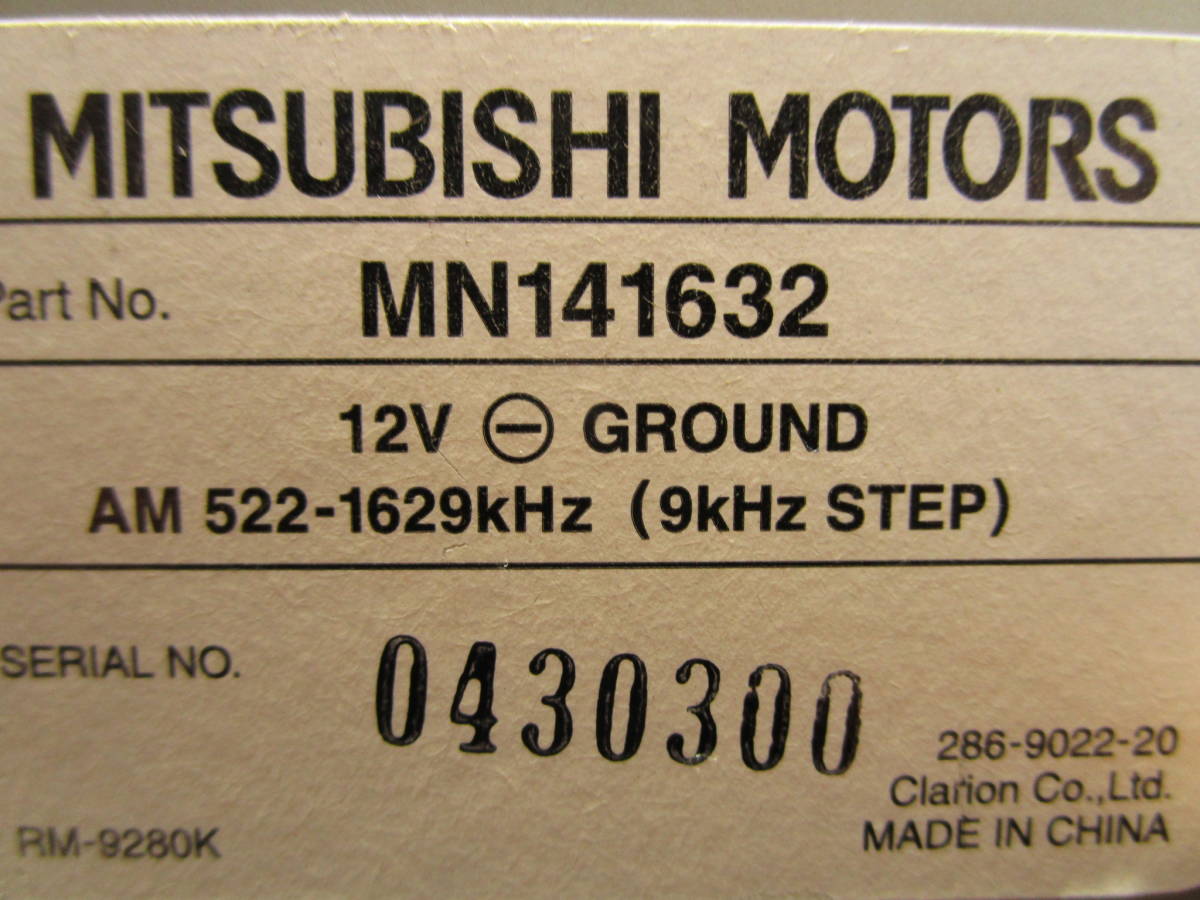 MITSUBISHI MOTORS
Part No. MN141632
12V ⊖ GROUND
AM 522-1629kHz (9kHz STEP)
SERIAL NO. 0430300
286-9022-20
Clarion Co.,Ltd.
RM-9280K MADE IN CHINA